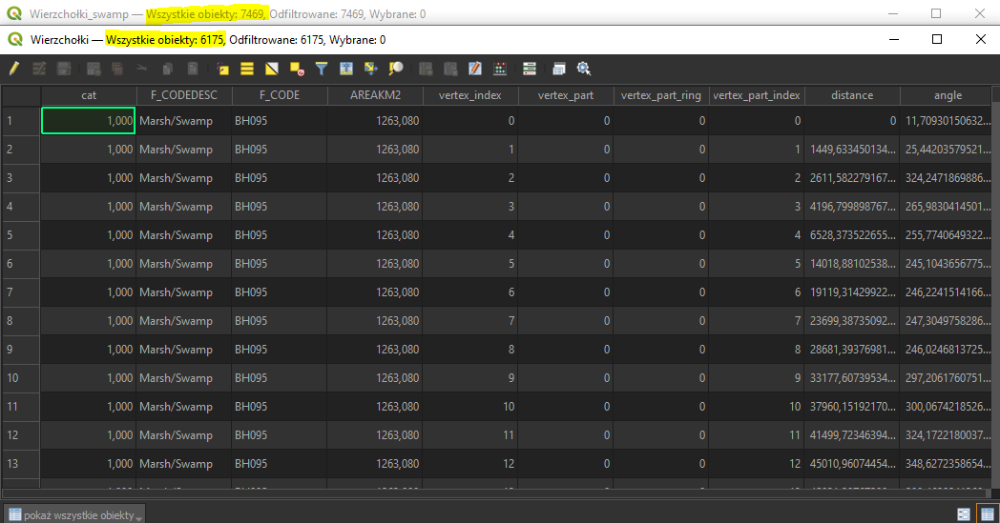 Wierzchołki_swamp — Wszystkie obiekty: 7469, Odfiltrowane: 7469, Wybrane: 0
Wierzchołki — Wszystkie obiekty: 6175, Odfiltrowane: 6175, Wybrane: 0
cat F_CODEDESC F_CODE AREAKM2 vertex_index vertex_part vertex_part_ring vertex_part_index distance angle
1 1,000 Marsh/Swamp BH095 1263,080 0 0 0 0 0 11,70930150632...
2 1,000 Marsh/Swamp BH095 1263,080 1 0 0 1 1449,633450134... 25,44203579521...
3 1,000 Marsh/Swamp BH095 1263,080 2 0 0 2 2611,582279167... 324,2471869886...
4 1,000 Marsh/Swamp BH095 1263,080 3 0 0 3 4196,799898767... 265,9830414501...
5 1,000 Marsh/Swamp BH095 1263,080 4 0 0 4 6528,373522655... 255,7740649322...
6 1,000 Marsh/Swamp BH095 1263,080 5 0 0 5 14018,88102538... 245,1043656775...
7 1,000 Marsh/Swamp BH095 1263,080 6 0 0 6 19119,31429922... 246,2241514166...
8 1,000 Marsh/Swamp BH095 1263,080 7 0 0 7 23699,38735092... 247,3049758286...
9 1,000 Marsh/Swamp BH095 1263,080 8 0 0 8 28681,39376981... 246,0246813725...
10 1,000 Marsh/Swamp BH095 1263,080 9 0 0 9 33177,60739534... 297,2061760751...
11 1,000 Marsh/Swamp BH095 1263,080 10 0 0 10 37960,15192170... 300,0674218526...
12 1,000 Marsh/Swamp BH095 1263,080 11 0 0 11 41499,72346394... 324,1722180037...
13 1,000 Marsh/Swamp BH095 1263,080 12 0 0 12 45010,96074454... 348,6272358654...
pokaż wszystkie obiekty